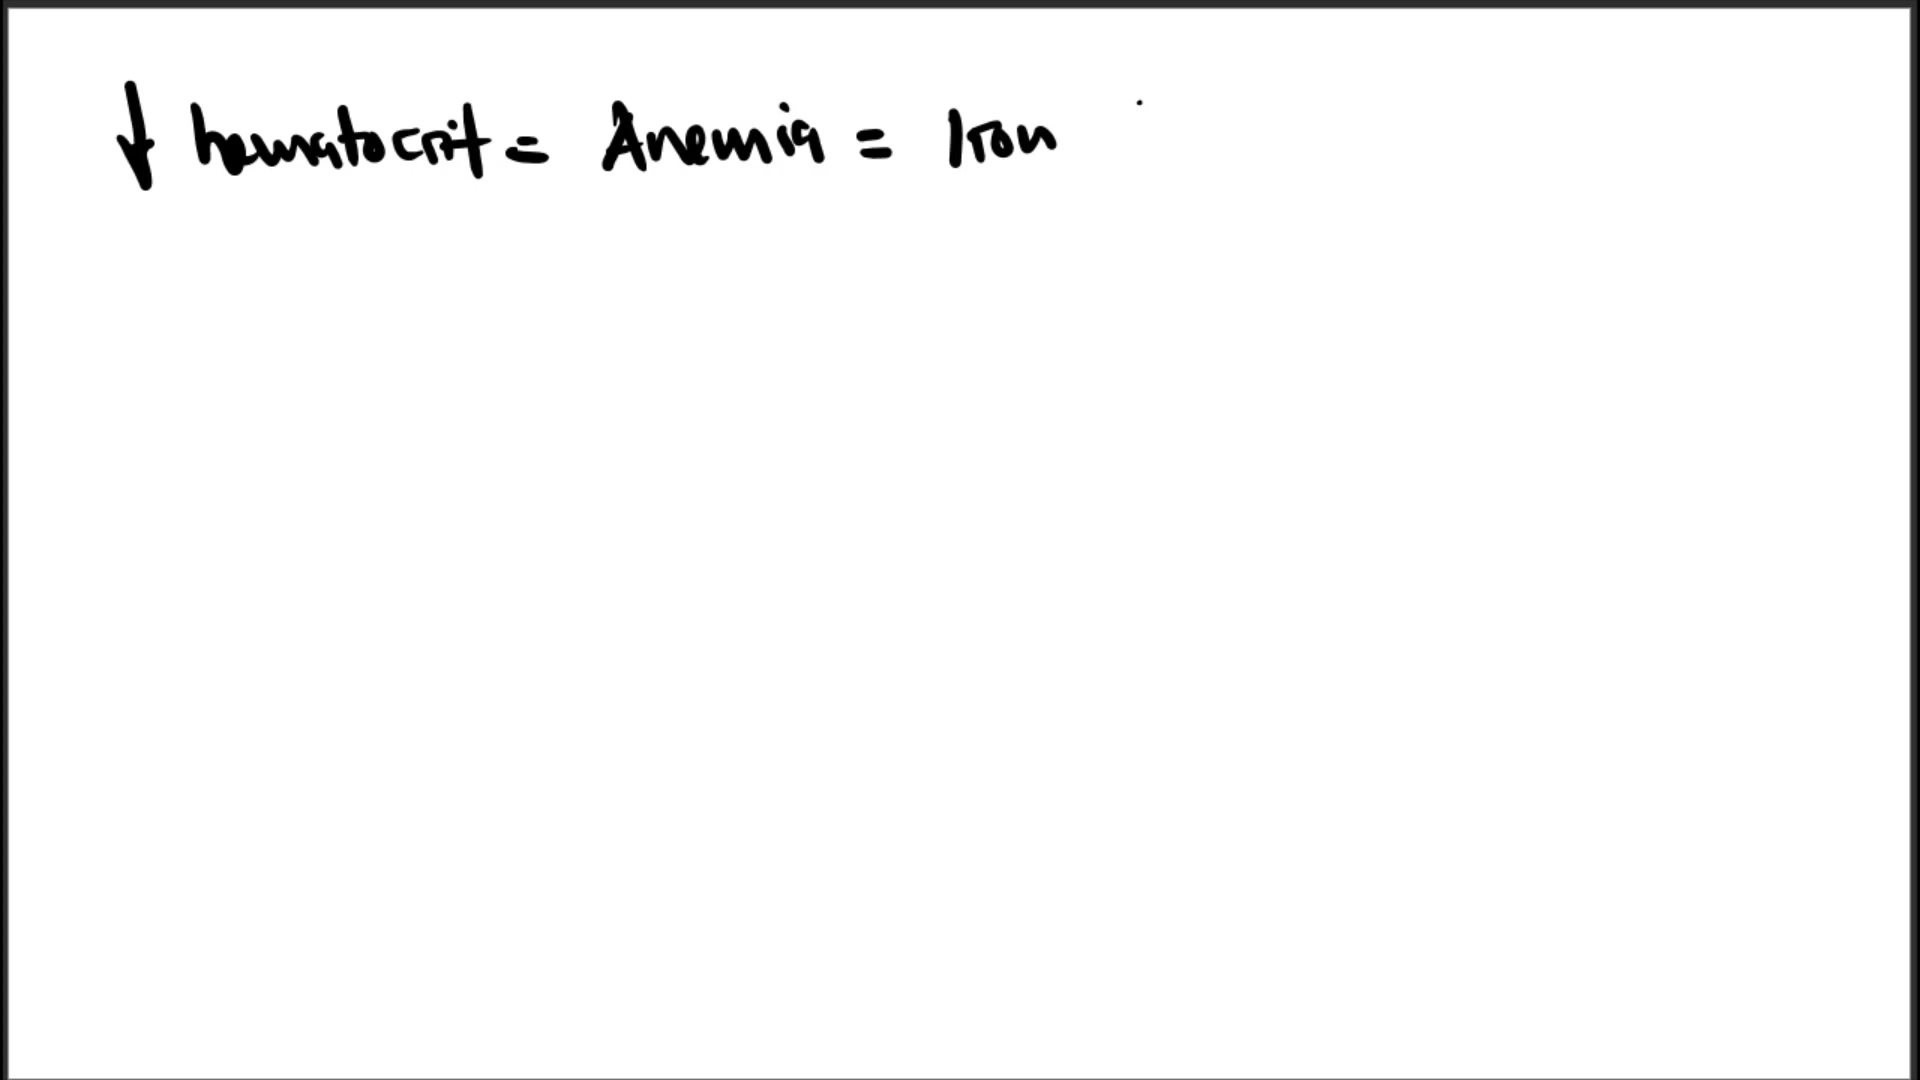 ↓ hematocrit = Anemia = Iron